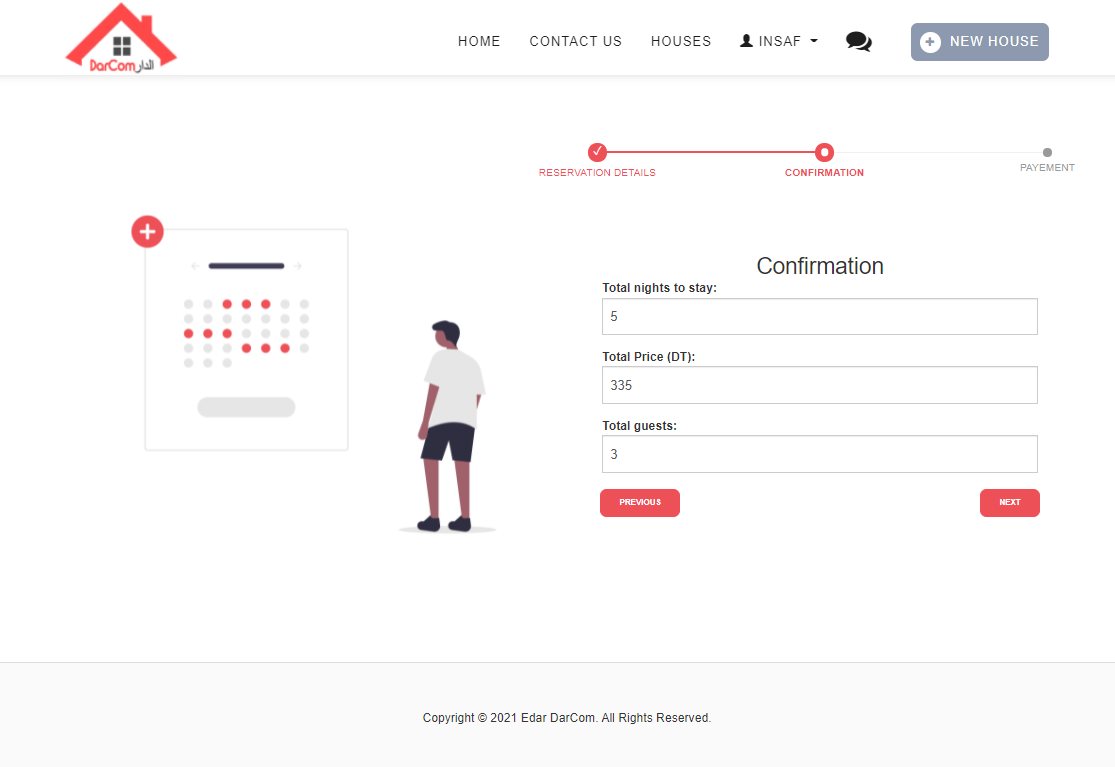 DarCom الدار
HOME CONTACT US HOUSES INSAF NEW HOUSE
RESERVATION DETAILS CONFIRMATION PAYEMENT
Confirmation
Total nights to stay:
5
Total Price (DT):
335
Total guests:
3
PREVIOUS NEXT
Copyright © 2021 Edar DarCom. All Rights Reserved.